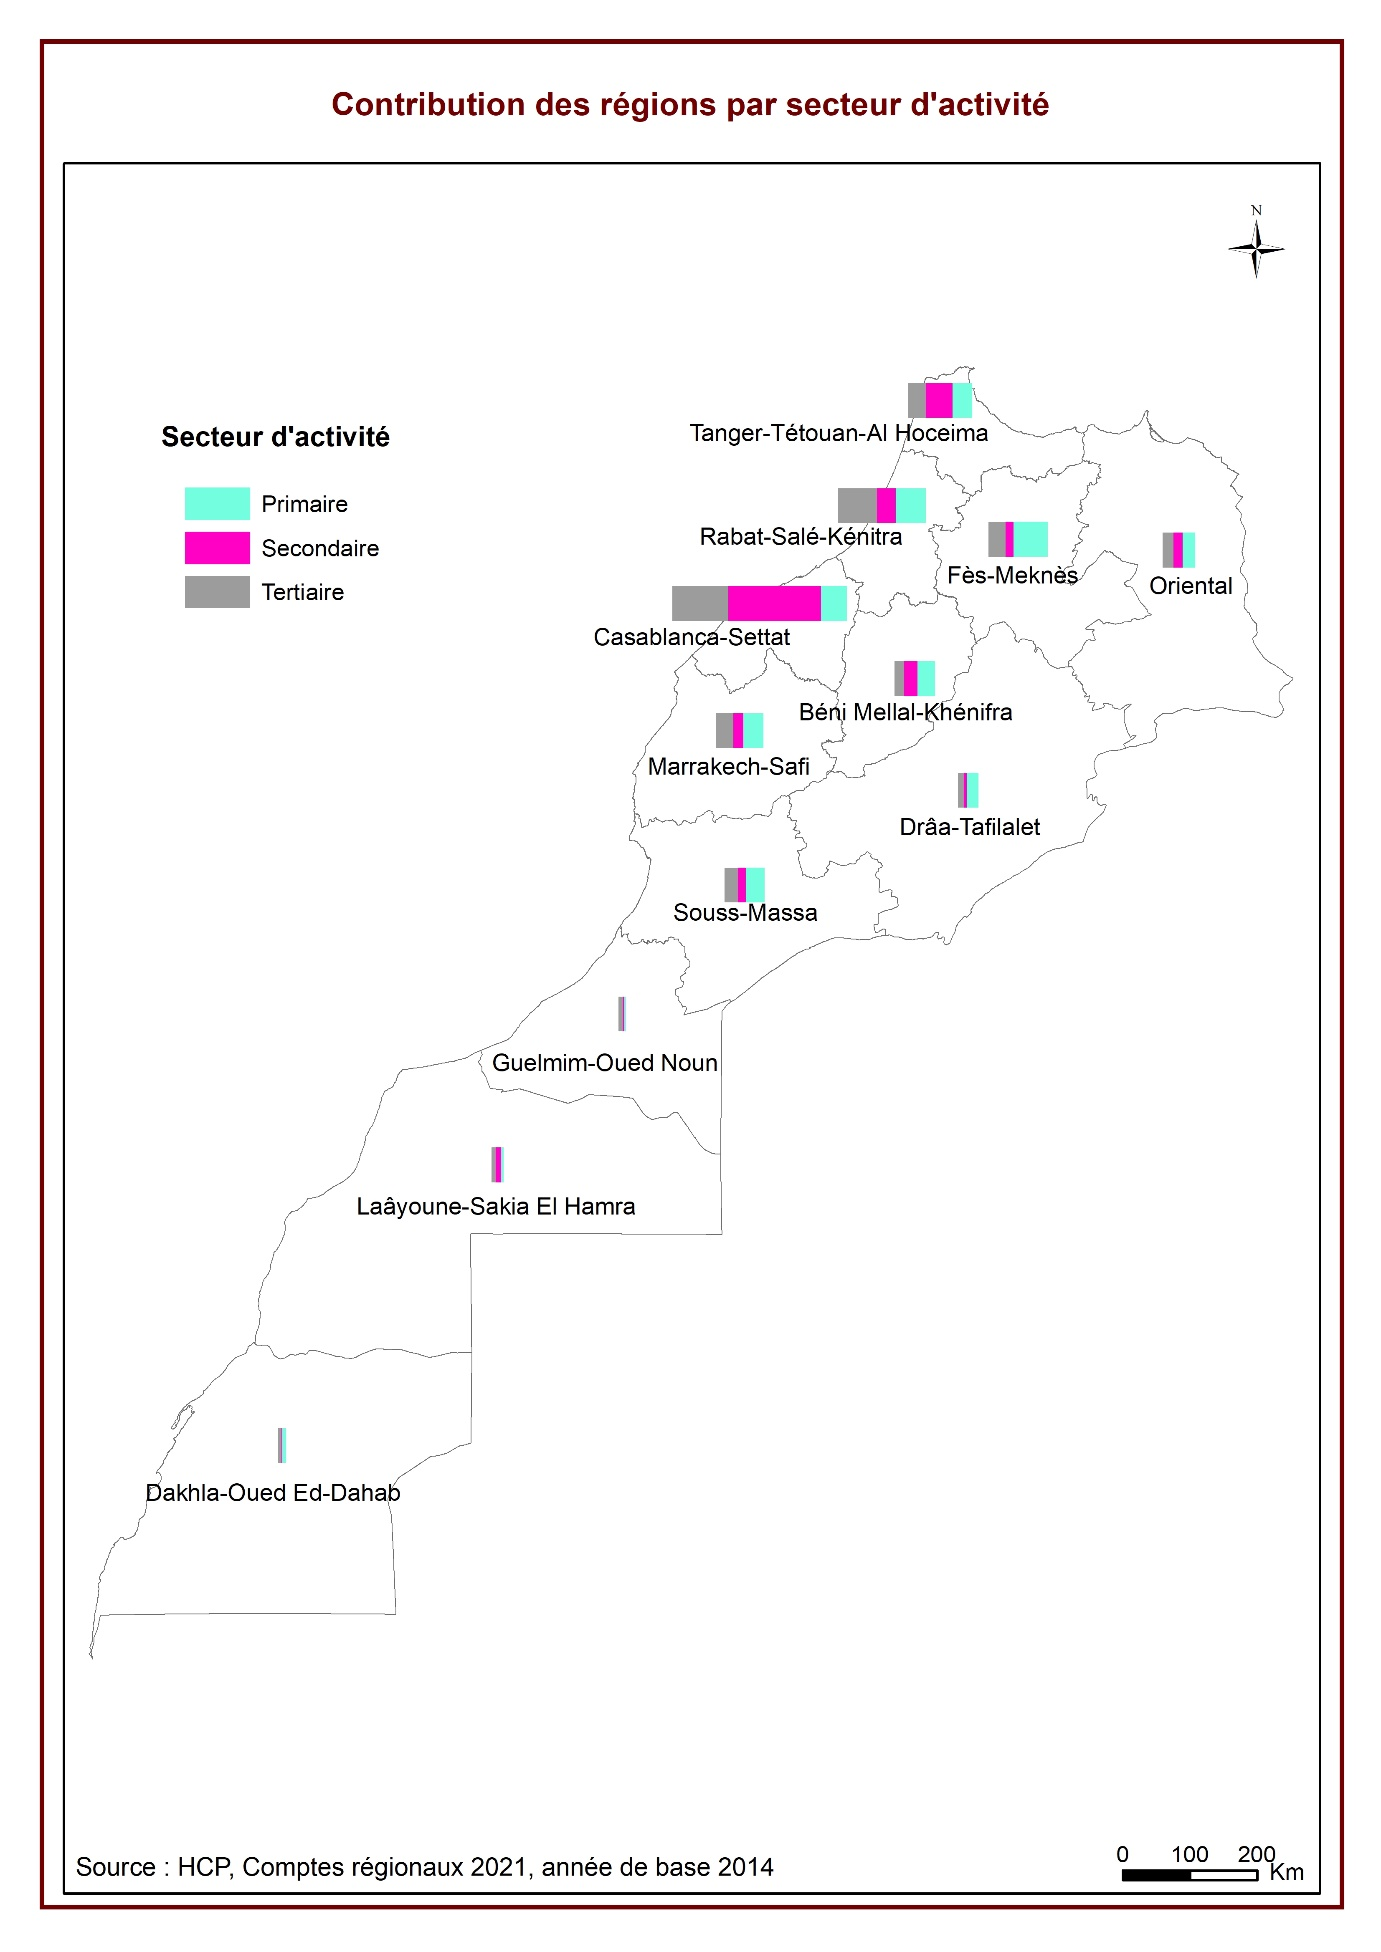 Contribution des régions par secteur d'activité
N
Secteur d'activité
Primaire
Secondaire
Tertiaire
Tanger-Tétouan-Al Hoceima
Rabat-Salé-Kénitra
Fès-Meknès
Oriental
Casablanca-Settat
Béni Mellal-Khénifra
Marrakech-Safi
Drâa-Tafilalet
Souss-Massa
Guelmim-Oued Noun
Laâyoune-Sakia El Hamra
Dakhla-Oued Ed-Dahab
Source : HCP, Comptes régionaux 2021, année de base 2014
0 100 200
Km